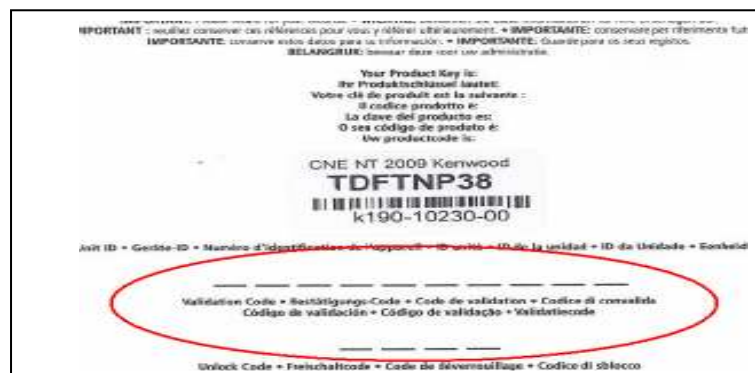 IMPORTANT : veuillez conserver ces références pour vous y référer ultérieurement. • IMPORTANTE: conservare per riferimento fut
IMPORTANTE: conserve estos datos para su información. • IMPORTANTE: Guarde para os seus registos.
BELANGRIJK: bewaar deze voor uw administratie.
Your Product Key is:
Ihr Produktschlüssel lautet:
Votre clé de produit est la suivante :
Il codice prodotto è:
La clave del producto es:
O seu código de produto é:
Uw productcode is:
CNE NT 2009 Kenwood
TDFTNP38
k190-10230-00
Unit ID • Geräte-ID • Numéro d'identification de l'appareil • ID unità • ID de la unidad • ID da Unidade • Eenheid
Validation Code • Bestätigungs-Code • Code de validation • Codice di convalida
Código de validación • Código de validação • Validatiecode
Unlock Code • Freischaltcode • Code de déverrouillage • Codice di sblocco